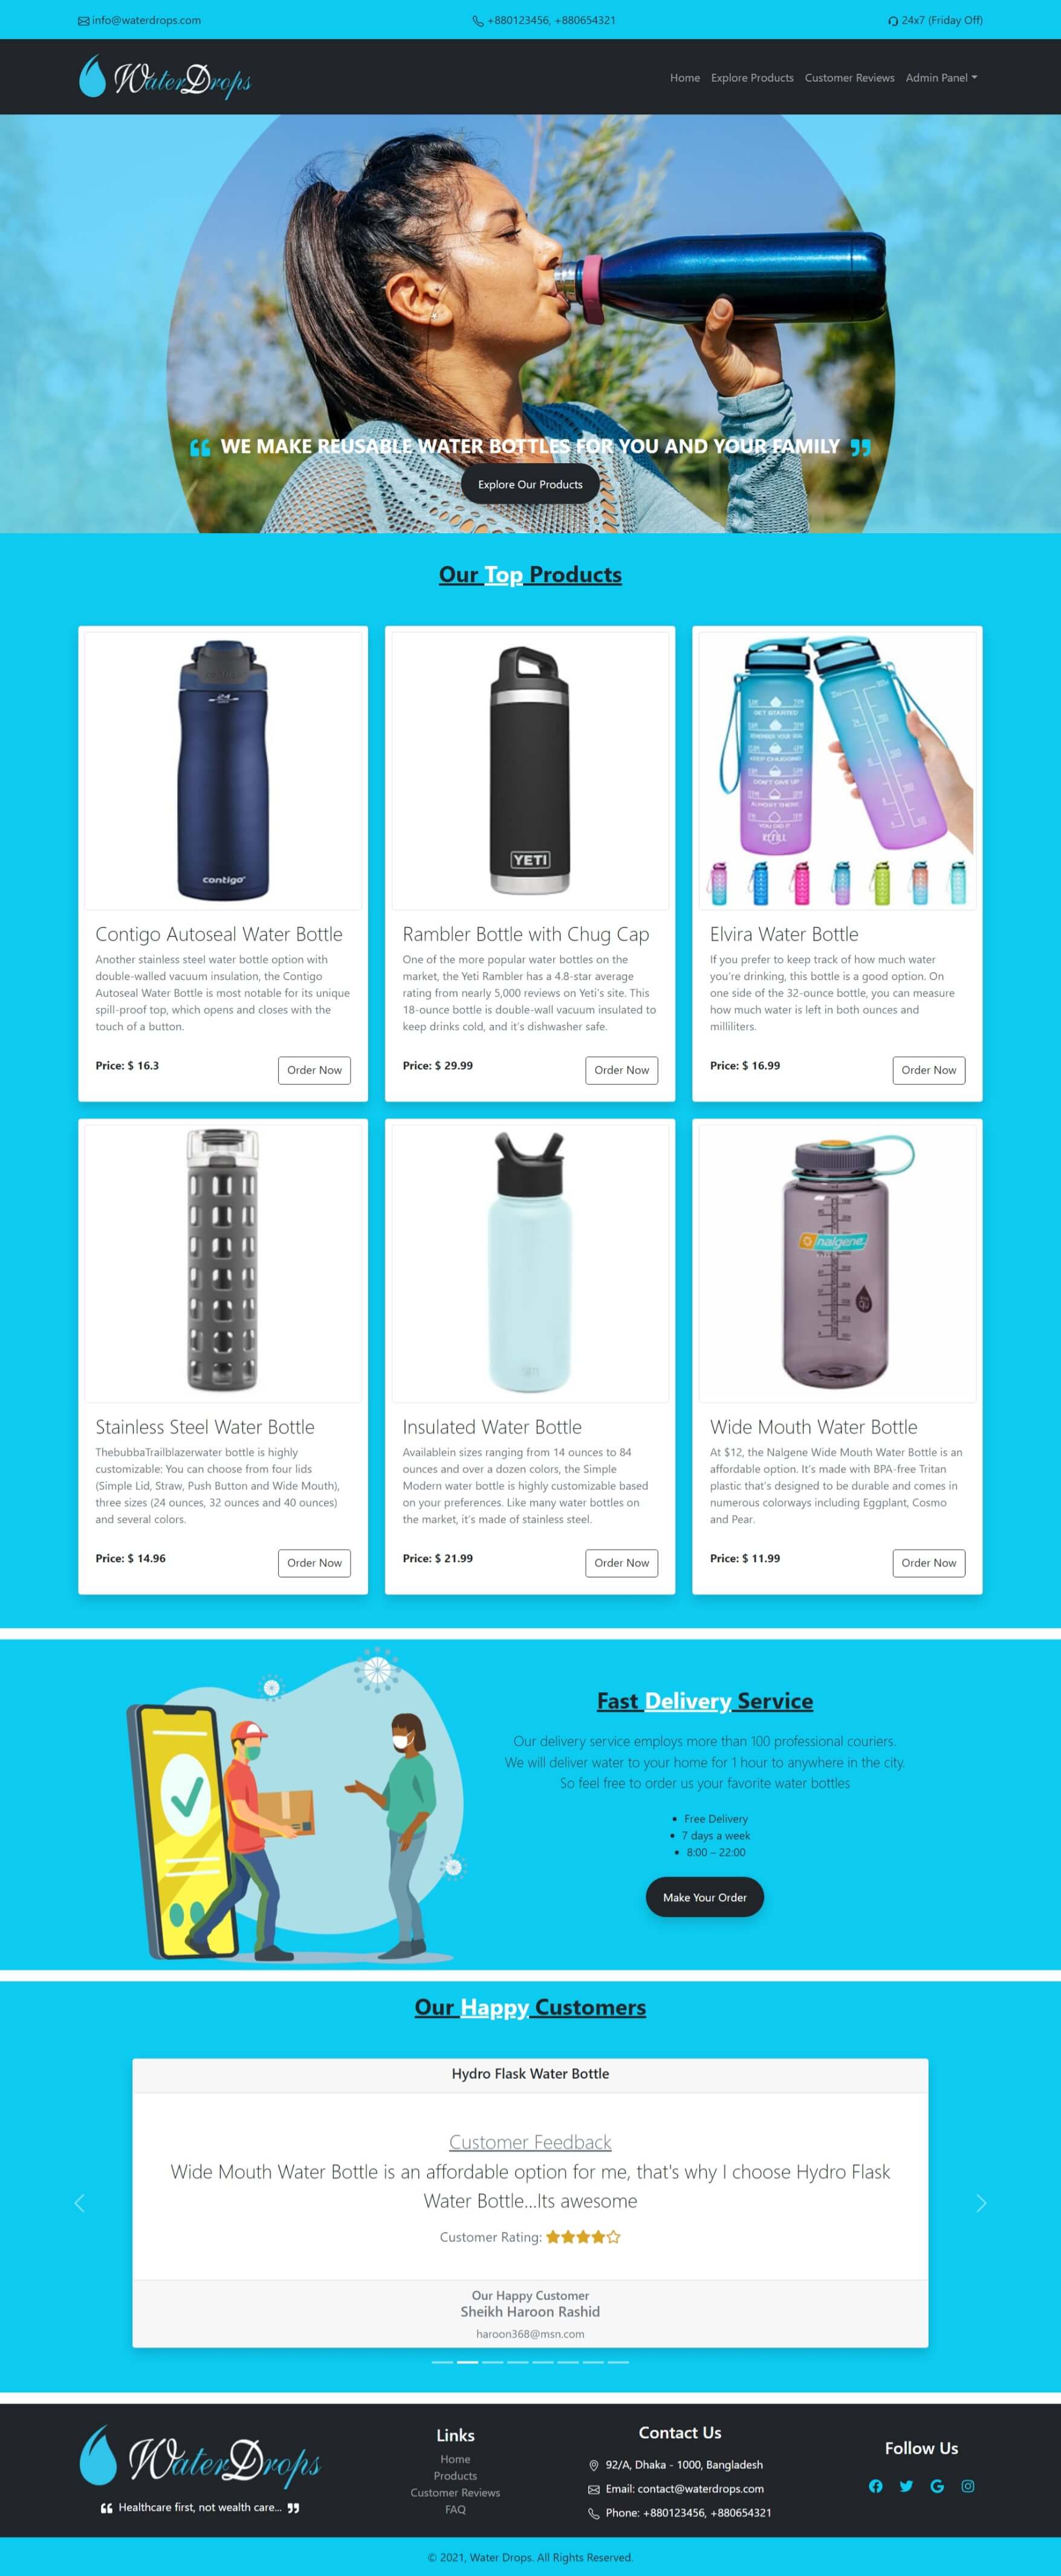 info@waterdrops.com
+880123456, +880654321
24x7 (Friday Off)
WaterDrops
Home Explore Products Customer Reviews Admin Panel
WE MAKE REUSABLE WATER BOTTLES FOR YOU AND YOUR FAMILY
Explore Our Products
Our Top Products
contigo
24
Contigo Autoseal Water Bottle
Another stainless steel water bottle option with
double-walled vacuum insulation, the Contigo
Autoseal Water Bottle is most notable for its unique
spill-proof top, which opens and closes with the
touch of a button.
Price: $ 16.3
Order Now
YETI
Rambler Bottle with Chug Cap
One of the more popular water bottles on the
market, the Yeti Rambler has a 4.8-star average
rating from nearly 5,000 reviews on Yeti's site. This
18-ounce bottle is double-wall vacuum insulated to
keep drinks cold, and it's dishwasher safe.
Price: $ 29.99
Order Now
GET STARTED
REMEMBER YOUR GOAL
KEEP CHUGGING
DON'T GIVE UP
ALMOST THERE
YOU DID IT
REFILL
Elvira Water Bottle
If you prefer to keep track of how much water
you're drinking, this bottle is a good option. On
one side of the 32-ounce bottle, you can measure
how much water is left in both ounces and
milliliters.
Price: $ 16.99
Order Now
Stainless Steel Water Bottle
ThebubbaTrailblazerwater bottle is highly
customizable: You can choose from four lids
(Simple Lid, Straw, Push Button and Wide Mouth),
three sizes (24 ounces, 32 ounces and 40 ounces)
and several colors.
Price: $ 14.96
Order Now
Insulated Water Bottle
Availablein sizes ranging from 14 ounces to 84
ounces and over a dozen colors, the Simple
Modern water bottle is highly customizable based
on your preferences. Like many water bottles on
the market, it's made of stainless steel.
Price: $ 21.99
Order Now
nalgene
Wide Mouth Water Bottle
At $12, the Nalgene Wide Mouth Water Bottle is an
affordable option. It's made with BPA-free Tritan
plastic that's designed to be durable and comes in
numerous colorways including Eggplant, Cosmo
and Pear.
Price: $ 11.99
Order Now
Fast Delivery Service
Our delivery service employs more than 100 professional couriers.
We will deliver water to your home for 1 hour to anywhere in the city.
So feel free to order us your favorite water bottles
• Free Delivery
• 7 days a week
• 8:00 – 22:00
Make Your Order
Our Happy Customers
Hydro Flask Water Bottle
Customer Feedback
Wide Mouth Water Bottle is an affordable option for me, that's why I choose Hydro Flask
Water Bottle...Its awesome
Customer Rating:
Our Happy Customer
Sheikh Haroon Rashid
haroon368@msn.com
WaterDrops
Healthcare first, not wealth care...
Links
Home
Products
Customer Reviews
FAQ
Contact Us
92/A, Dhaka - 1000, Bangladesh
Email: contact@waterdrops.com
Phone: +880123456, +880654321
Follow Us
© 2021, Water Drops. All Rights Reserved.